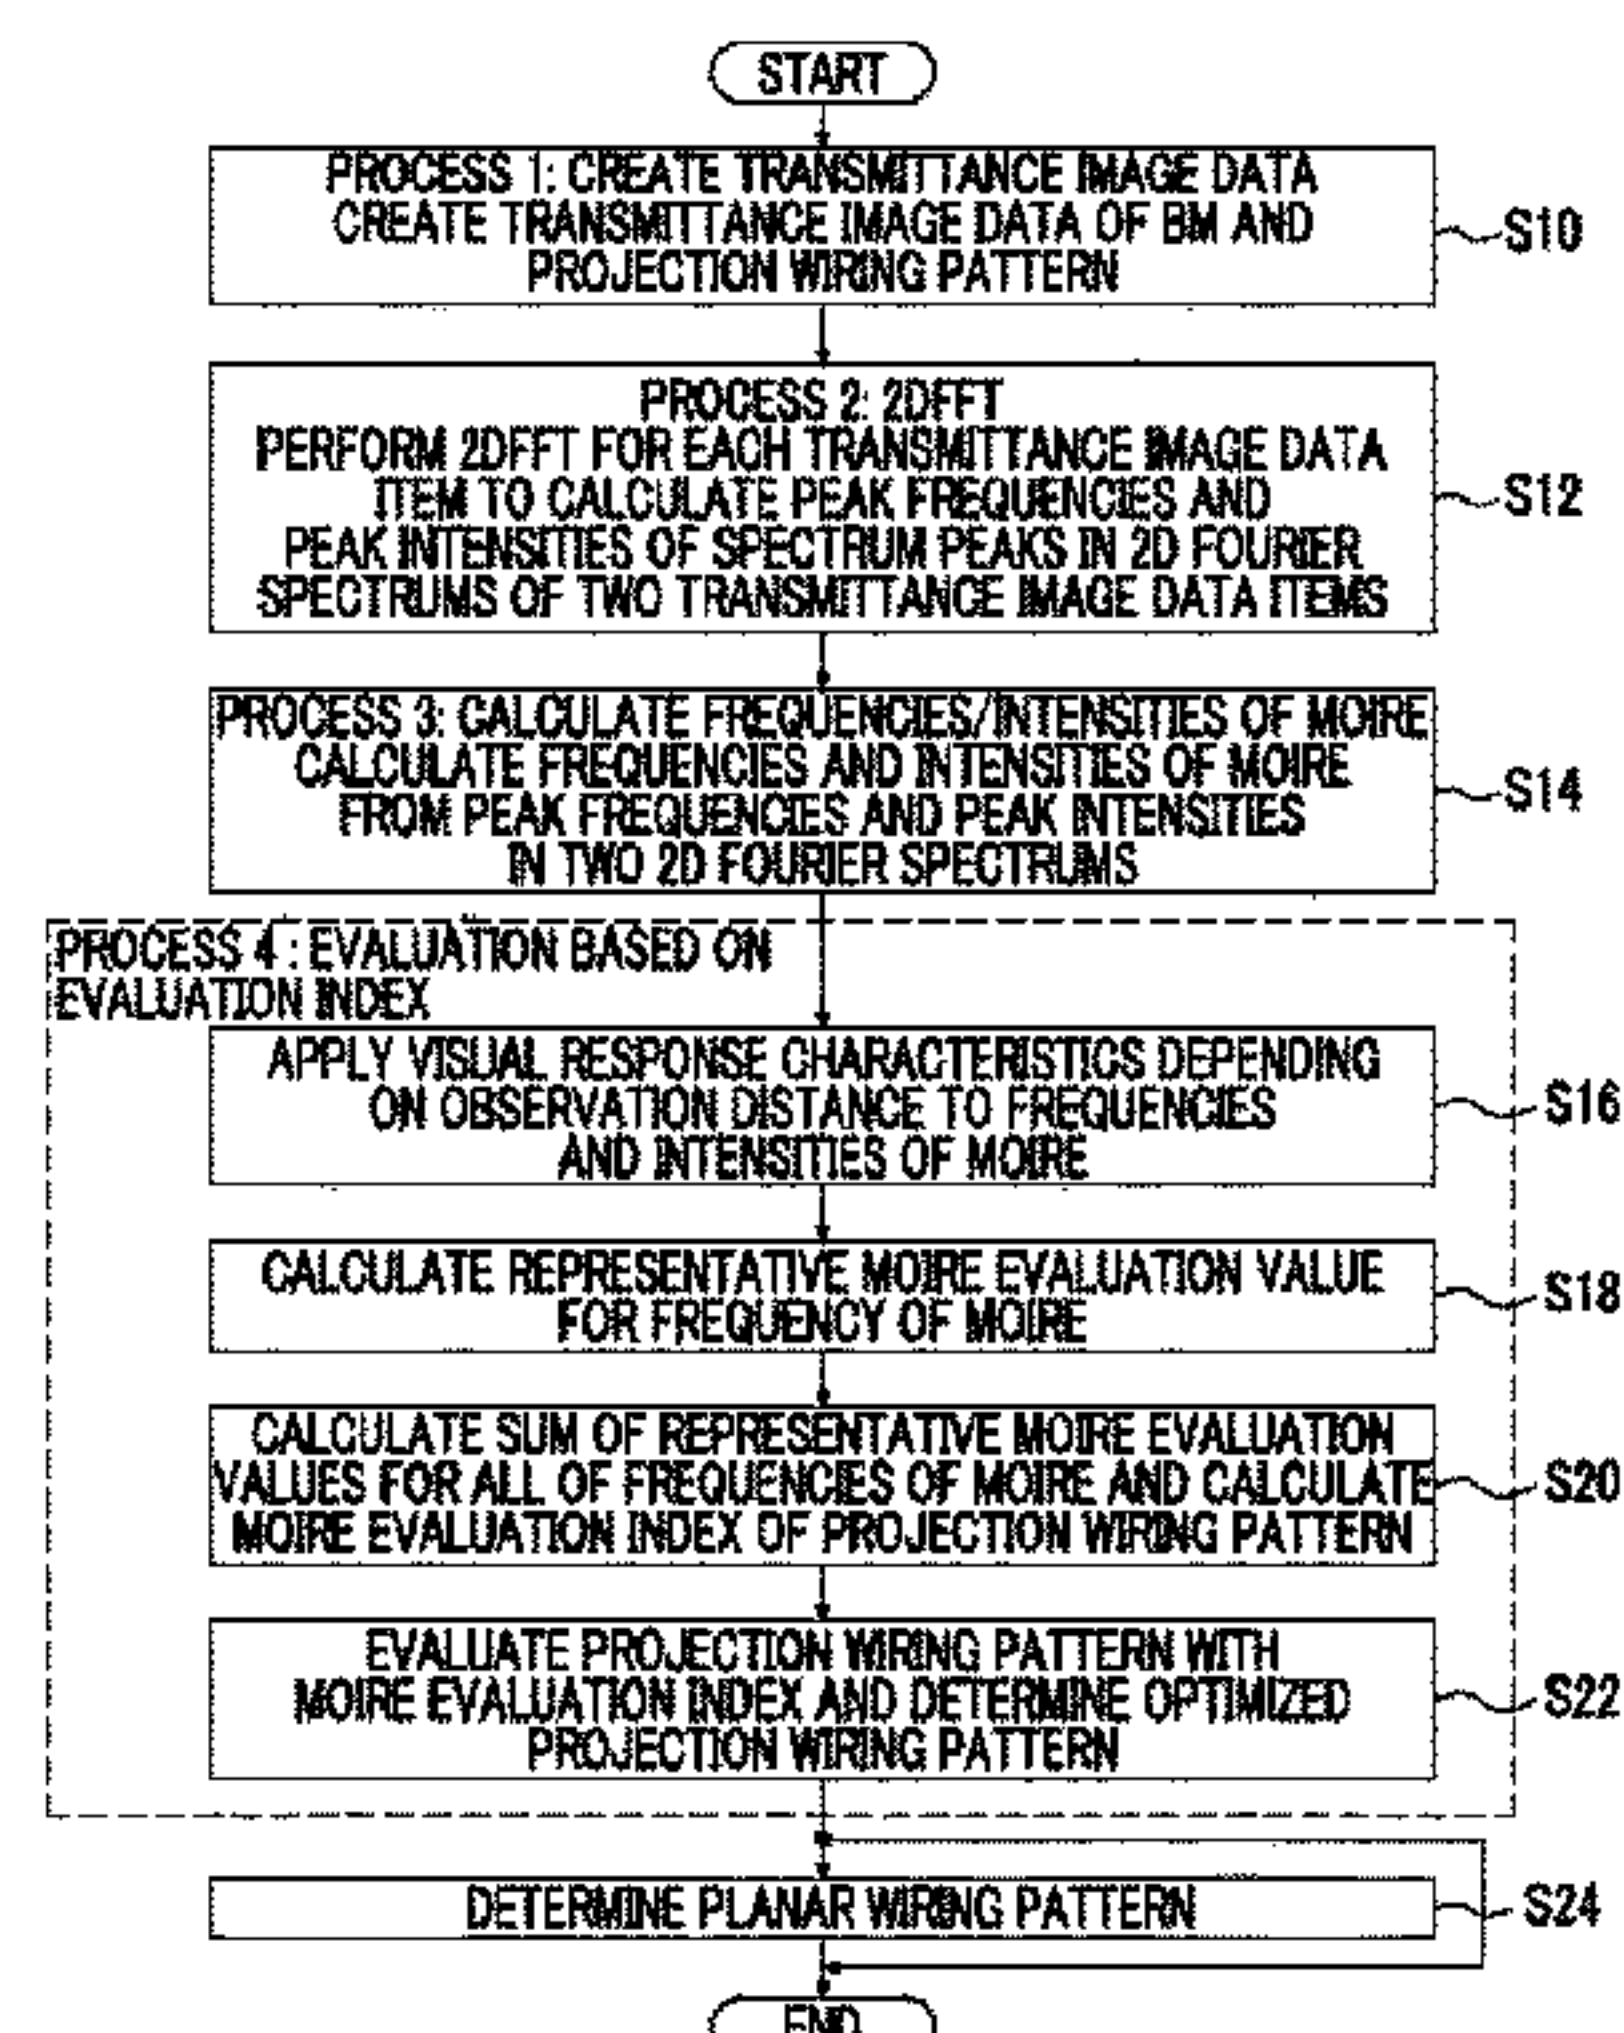 START
PROCESS 1: CREATE TRANSMITTANCE IMAGE DATA
CREATE TRANSMITTANCE IMAGE DATA OF BM AND
PROJECTION WIRING PATTERN
S10
PROCESS 2: 2DFFT
PERFORM 2DFFT FOR EACH TRANSMITTANCE IMAGE DATA
ITEM TO CALCULATE PEAK FREQUENCIES AND
PEAK INTENSITIES OF SPECTRUM PEAKS IN 2D FOURIER
SPECTRUMS OF TWO TRANSMITTANCE IMAGE DATA ITEMS
S12
PROCESS 3: CALCULATE FREQUENCIES/INTENSITIES OF MOIRE
CALCULATE FREQUENCIES AND INTENSITIES OF MOIRE
FROM PEAK FREQUENCIES AND PEAK INTENSITIES
IN TWO 2D FOURIER SPECTRUMS
S14
PROCESS 4 : EVALUATION BASED ON
EVALUATION INDEX
APPLY VISUAL RESPONSE CHARACTERISTICS DEPENDING
ON OBSERVATION DISTANCE TO FREQUENCIES
AND INTENSITIES OF MOIRE
S16
CALCULATE REPRESENTATIVE MOIRE EVALUATION VALUE
FOR FREQUENCY OF MOIRE
S18
CALCULATE SUM OF REPRESENTATIVE MOIRE EVALUATION
VALUES FOR ALL OF FREQUENCIES OF MOIRE AND CALCULATE
MOIRE EVALUATION INDEX OF PROJECTION WIRING PATTERN
S20
EVALUATE PROJECTION WIRING PATTERN WITH
MOIRE EVALUATION INDEX AND DETERMINE OPTIMIZED
PROJECTION WIRING PATTERN
S22
DETERMINE PLANAR WIRING PATTERN
S24
END